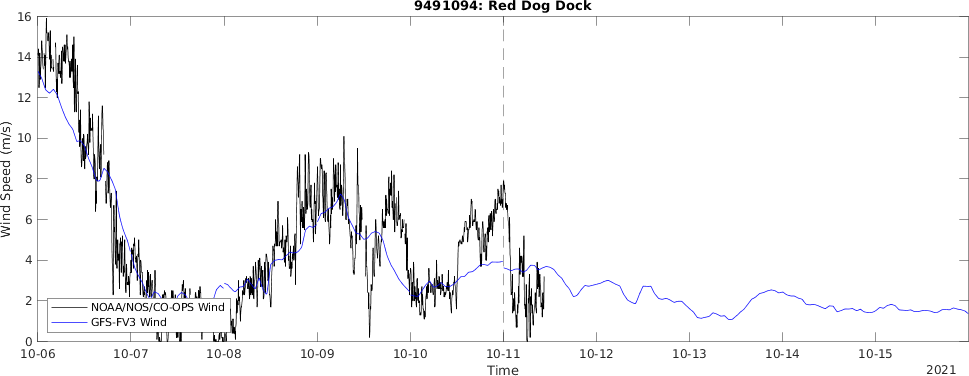 9491094: Red Dog Dock
Wind Speed (m/s)
16
14
12
10
8
6
4
2
0
NOAA/NOS/CO-OPS Wind
GFS-FV3 Wind
10-06 10-07 10-08 10-09 10-10 10-11 10-12 10-13 10-14 10-15
Time
2021